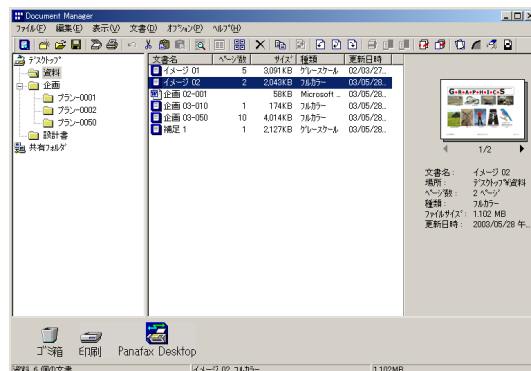 Document Manager
ﾌｧｲﾙ(F) 編集(E) 表示(V) 文書(D) ｵﾌﾟｼｮﾝ(P) ﾍﾙﾌﾟ(H)
ﾃﾞｽｸﾄｯﾌﾟ
資料
企画
プラン-0001
プラン-0002
プラン-0050
設計書
共有ﾌｫﾙﾀﾞ
文書名 ﾍﾟｰｼﾞ数 ｻｲｽﾞ 種類 更新日時
イメージ 01 5 3,091KB ｸﾞﾚｰｽｹｰﾙ 02/03/27...
イメージ 02 2 2,043KB ﾌﾙｶﾗｰ 03/05/28...
企画 02-001 58KB Microsoft ... 03/05/28...
企画 03-010 1 174KB ﾌﾙｶﾗｰ 03/05/28...
企画 03-050 10 4,014KB ﾌﾙｶﾗｰ 03/05/28...
補足 1 1 2,127KB ｸﾞﾚｰｽｹｰﾙ 03/05/28...
G•R•A•P•H•I•C•S
1/2
文書名： イメージ 02
場所： ﾃﾞｽｸﾄｯﾌﾟ¥資料
ﾍﾟｰｼﾞ数： 2 ﾍﾟｰｼﾞ
種類： ﾌﾙｶﾗｰ
ﾌｧｲﾙｻｲｽﾞ： 1.102 MB
更新日時： 2003/05/28 午...
ゴミ箱 印刷 Panafax Desktop
資料 6 個の文書 イメージ 02 ﾌﾙｶﾗｰ 1.102MB